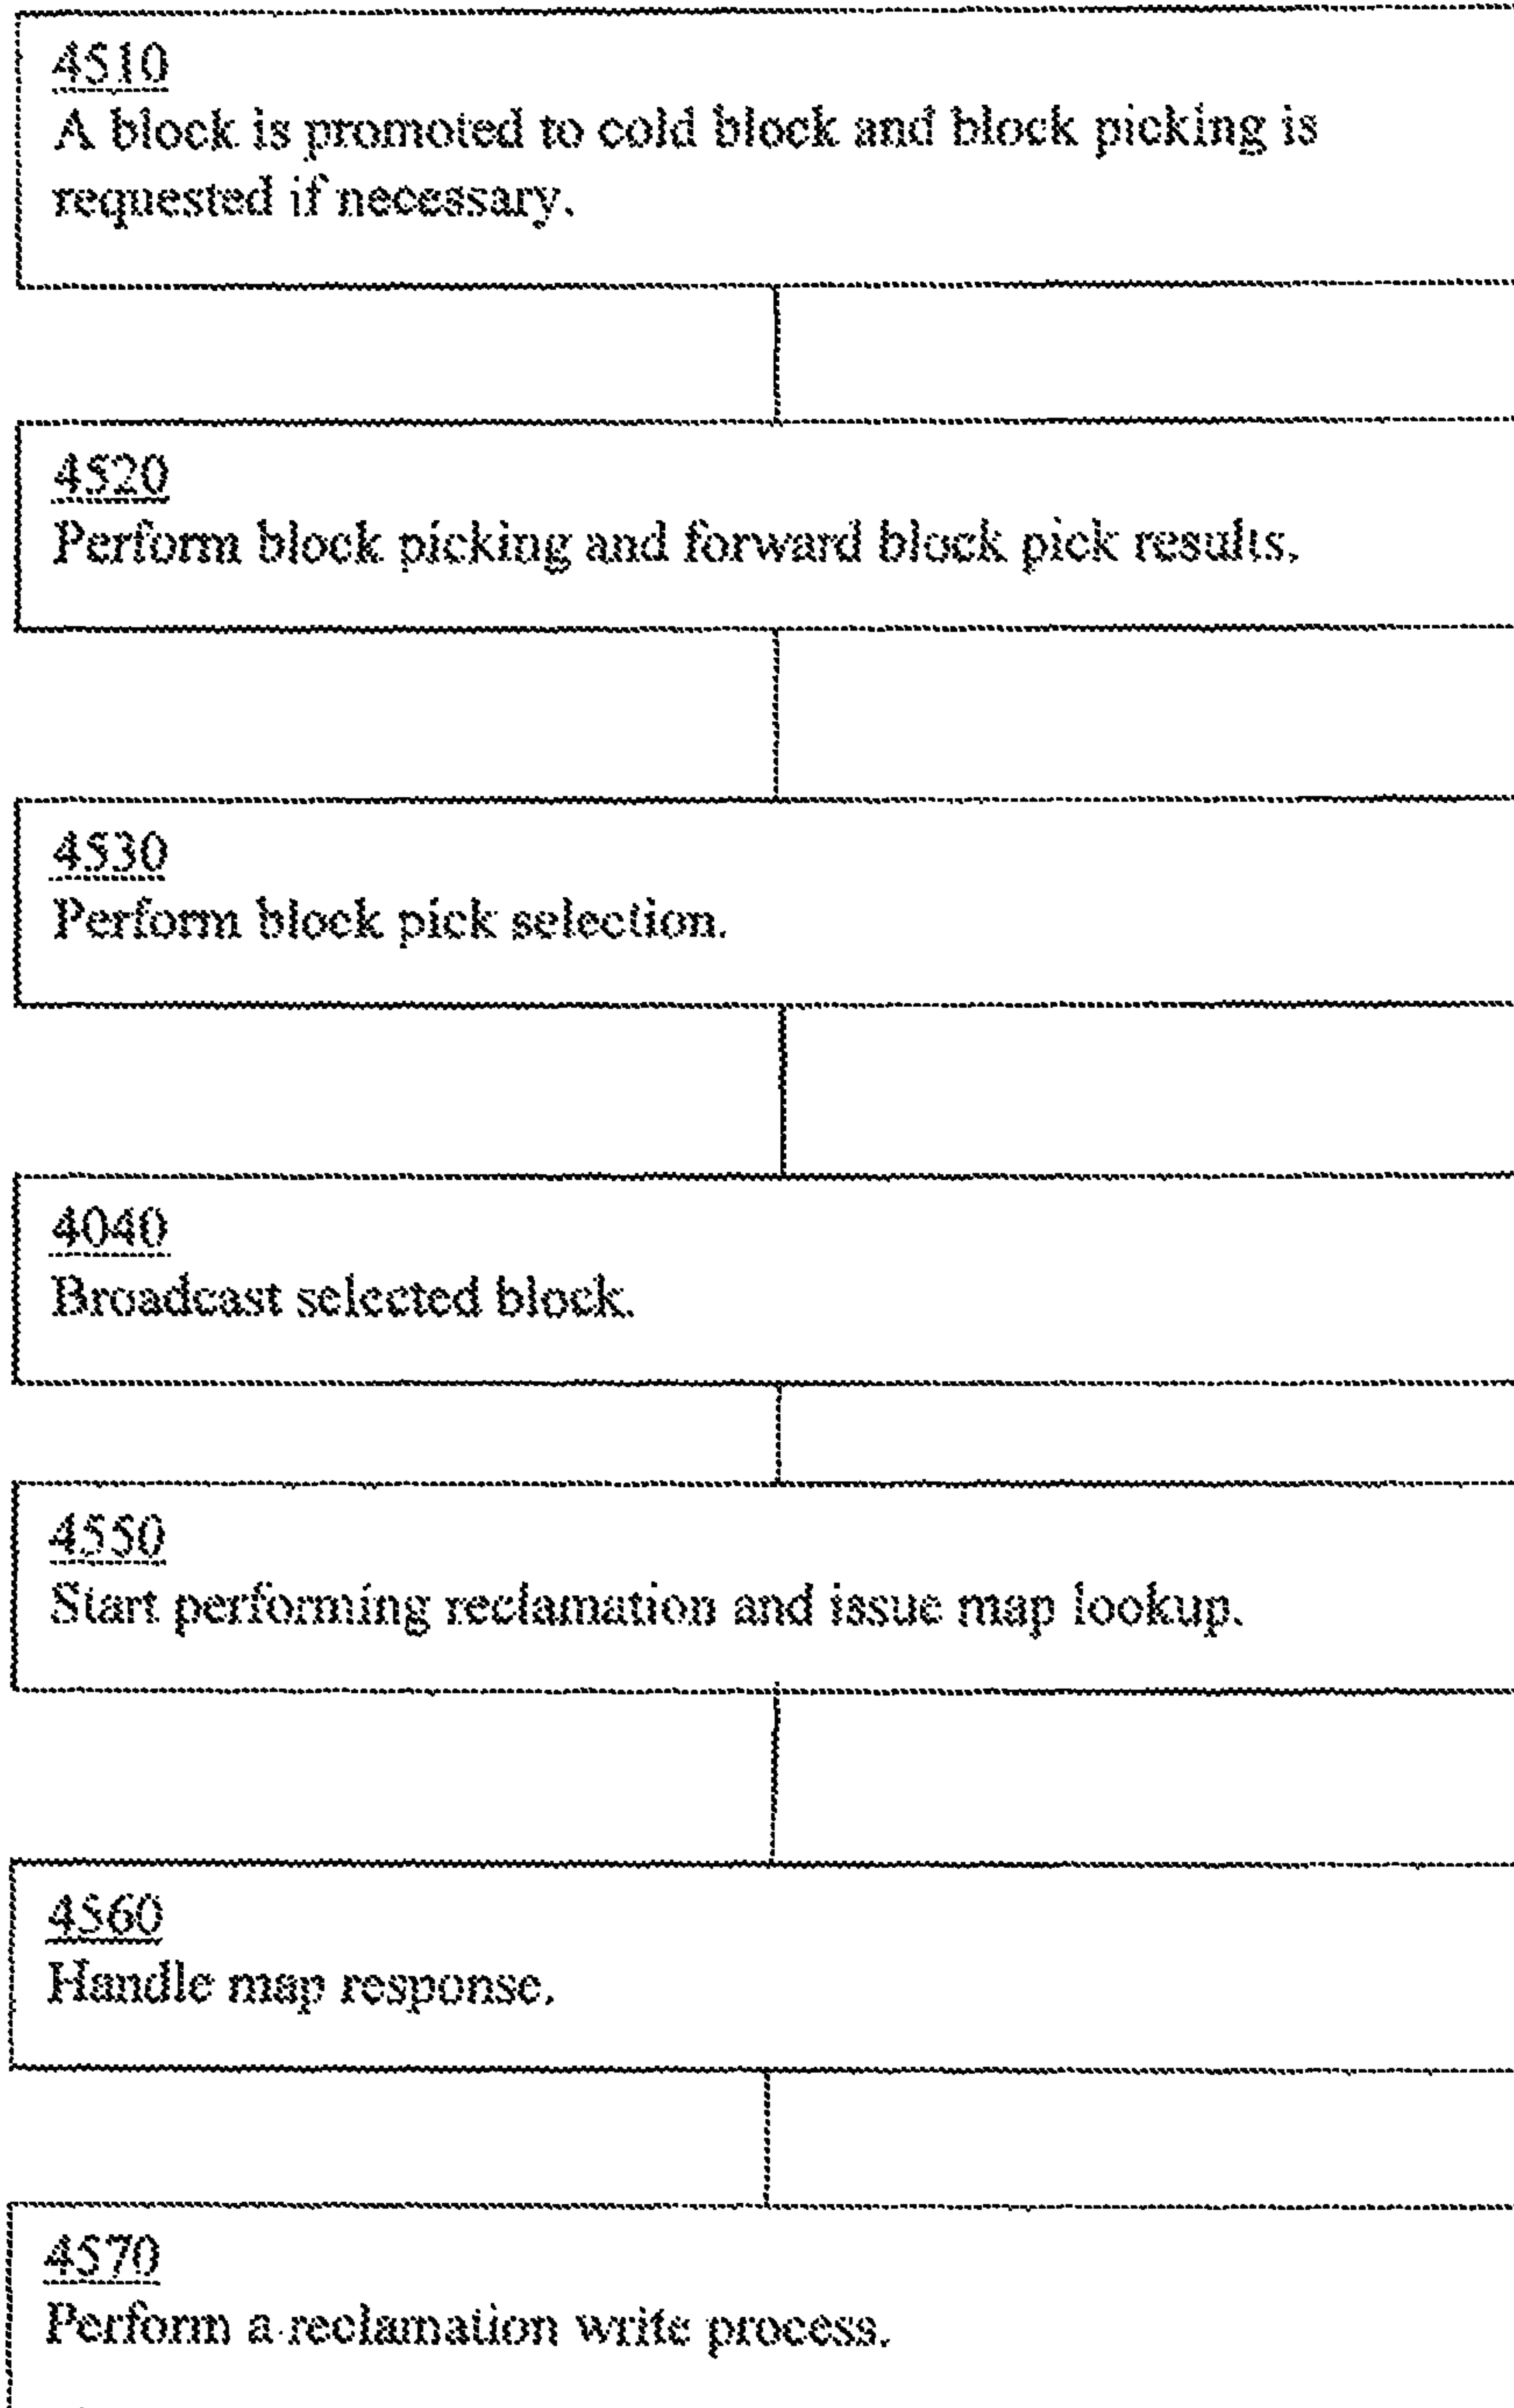 4510
A block is promoted to cold block and block picking is
requested if necessary.
4520
Perform block picking and forward block pick results.
4530
Perform block pick selection.
4040
Broadcast selected block.
4550
Start performing reclamation and issue map lookup.
4560
Handle map response.
4570
Perform a reclamation write process.